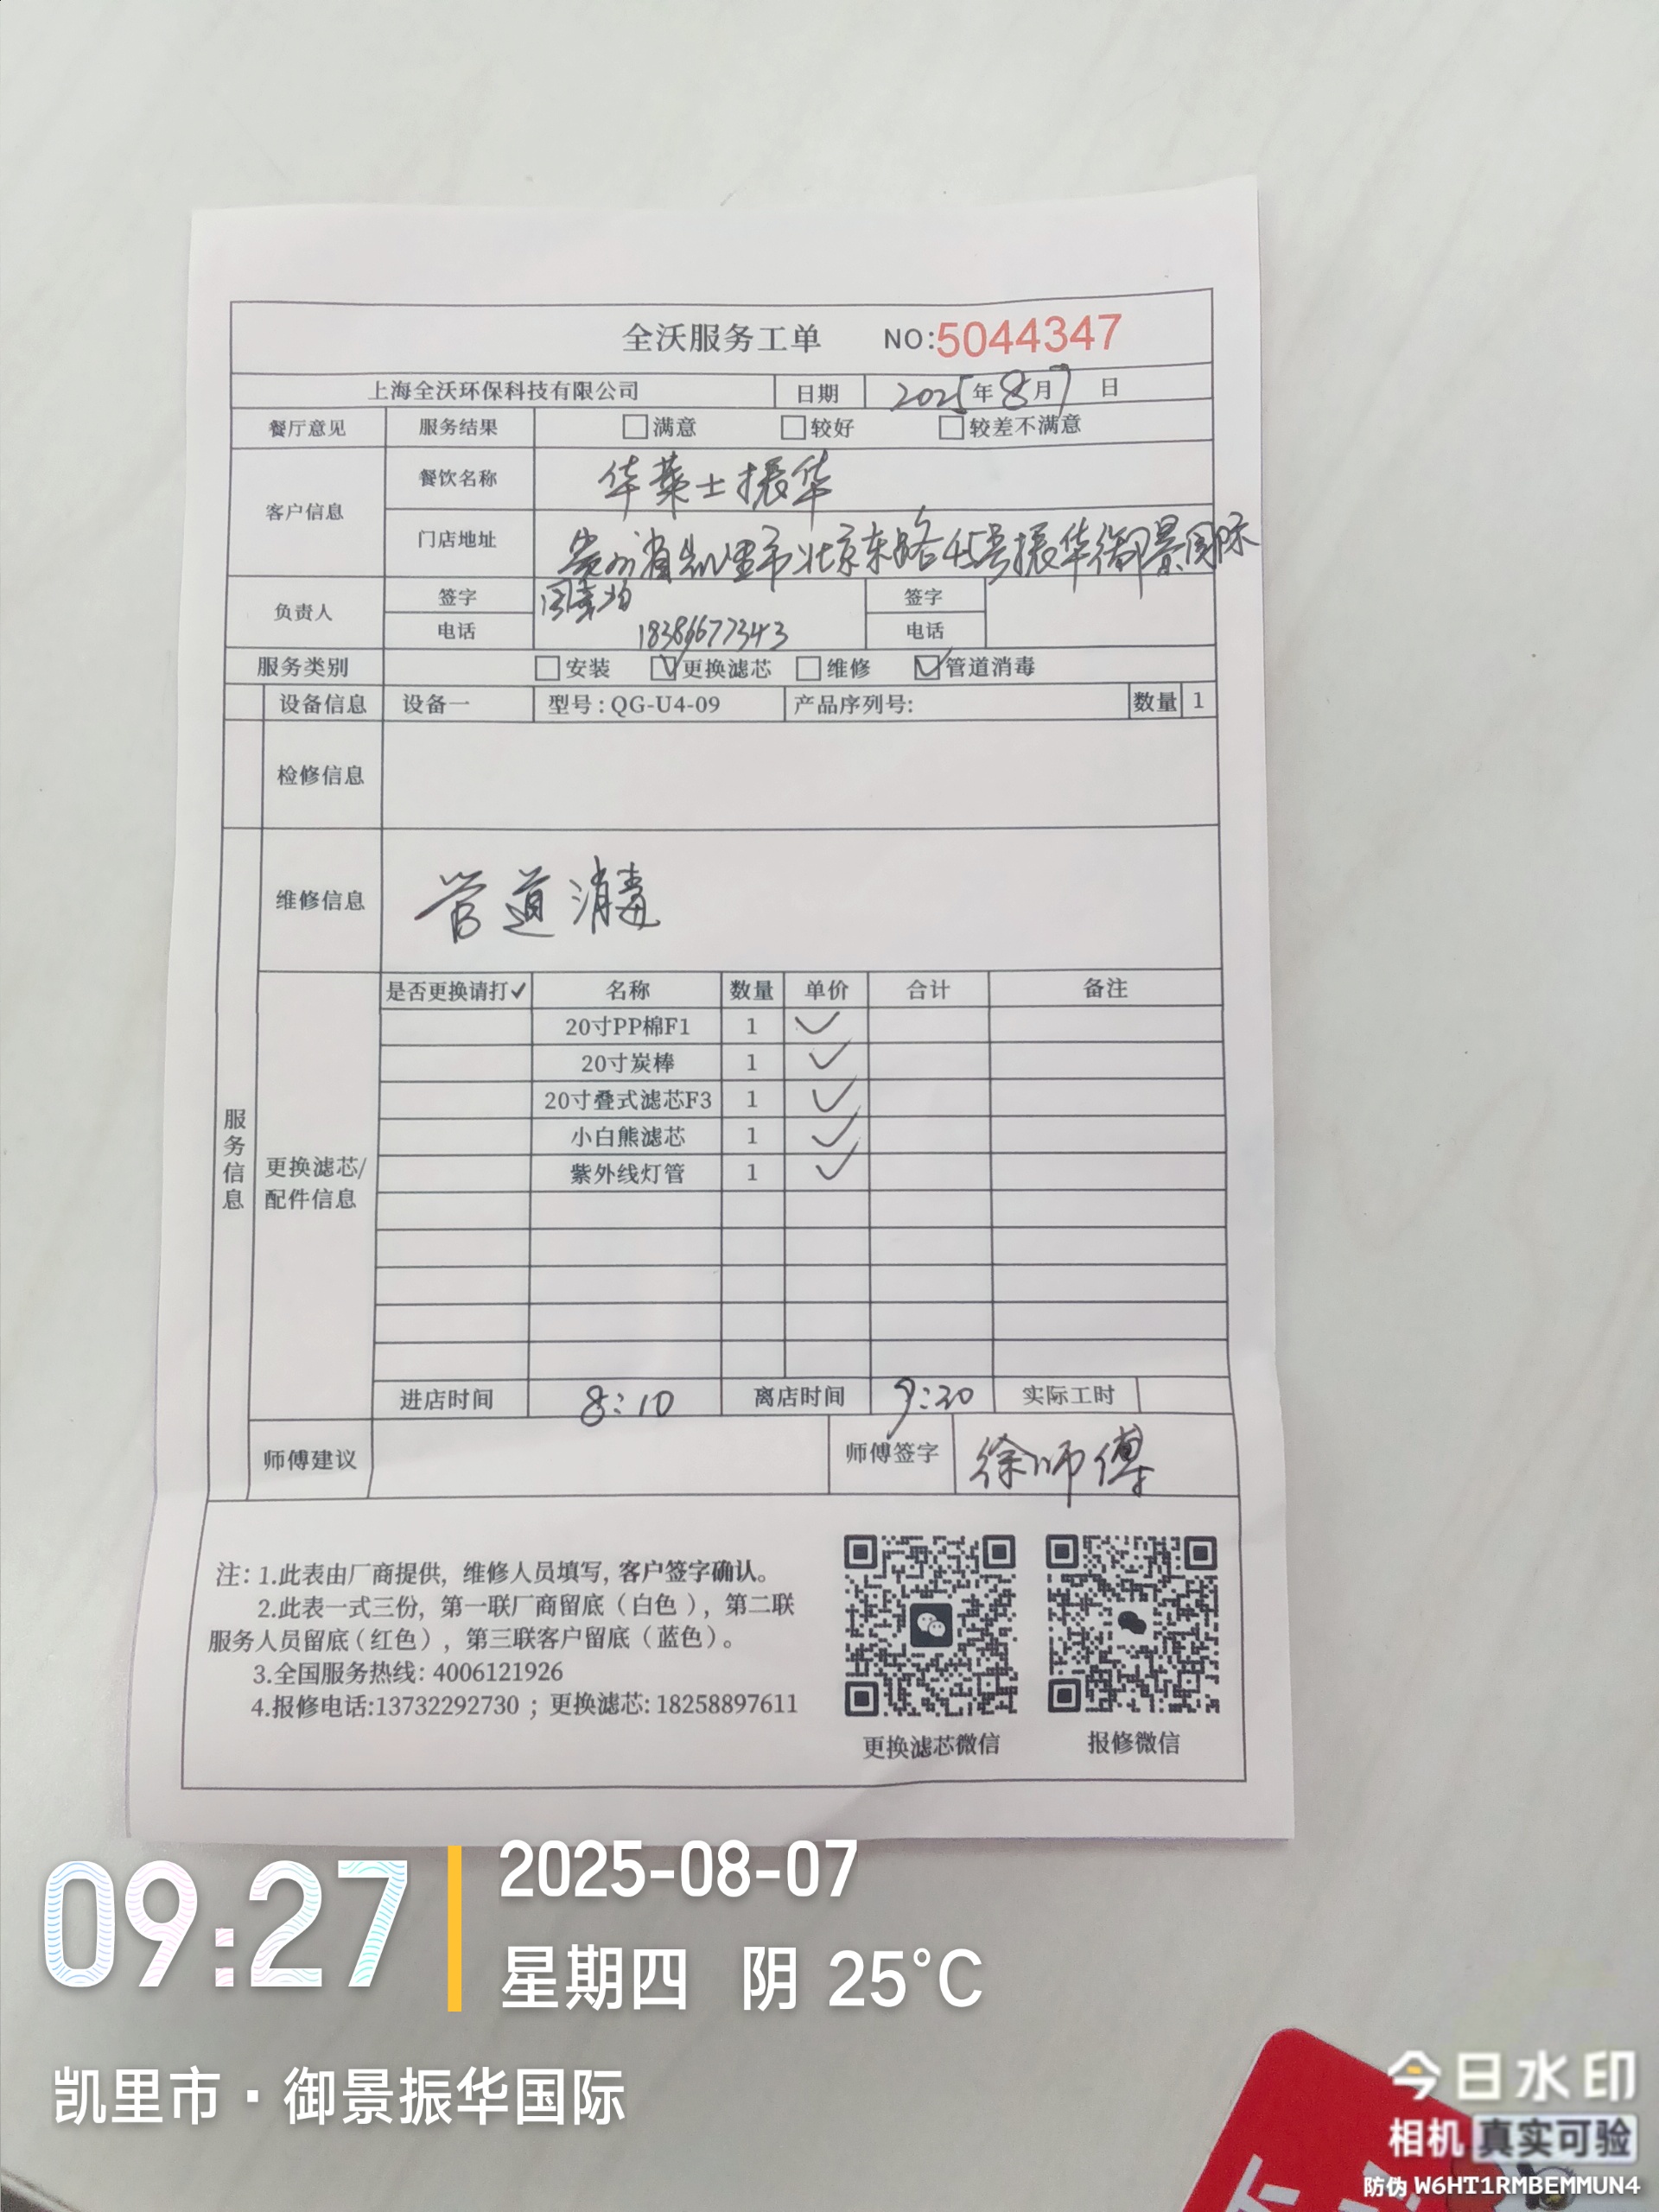 全沃服务工单 NO:5044347
上海全沃环保科技有限公司 日期 2025年8月7日
餐厅意见 服务结果 □满意 □较好 □较差不满意
客户信息 餐饮名称 华莱士振华
门店地址 贵州省凯里市北京东路45号振华御景国际
负责人 签字 签字
电话 18386677343 电话
服务类别 □安装 ☑更换滤芯 □维修 ☑管道消毒
设备信息 设备一 型号:QG-U4-09 产品序列号: 数量 1
检修信息
维修信息 管道消毒
服务信息
更换滤芯/配件信息
是否更换请打✓ 名称 数量 单价 合计 备注
20寸PP棉F1 1 ✓
20寸炭棒 1 ✓
20寸叠式滤芯F3 1 ✓
小白熊滤芯 1 ✓
紫外线灯管 1 ✓
进店时间 8:10 离店时间 9:30 实际工时
师傅建议 师傅签字 徐师傅
注:1.此表由厂商提供,维修人员填写,客户签字确认。
2.此表一式三份,第一联厂商留底(白色),第二联
服务人员留底(红色),第三联客户留底(蓝色)。
3.全国服务热线:4006121926
4.报修电话:13732292730;更换滤芯:18258897611
更换滤芯微信 报修微信
09:27 2025-08-07
星期四 阴 25°C
凯里市·御景振华国际
今日水印
相机 真实可验
防伪 W6HT1RMBEMMUN4